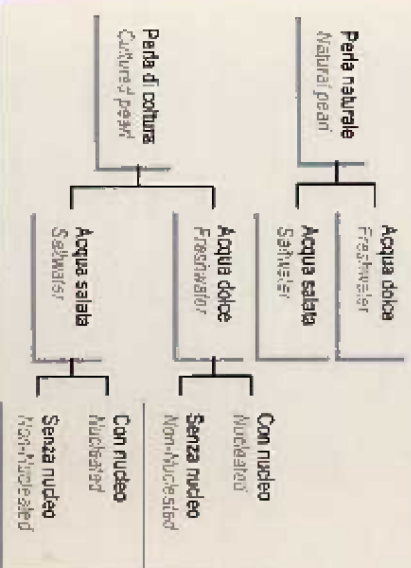 Perla naturale
Natural pearl
Acqua dolce
Freshwater
Acqua salata
Saltwater
Perla di coltura
Cultured pearl
Acqua dolce
Freshwater
Con nucleo
Nucleated
Senza nucleo
Non-Nucleated
Acqua salata
Saltwater
Con nucleo
Nucleated
Senza nucleo
Non-Nucleated